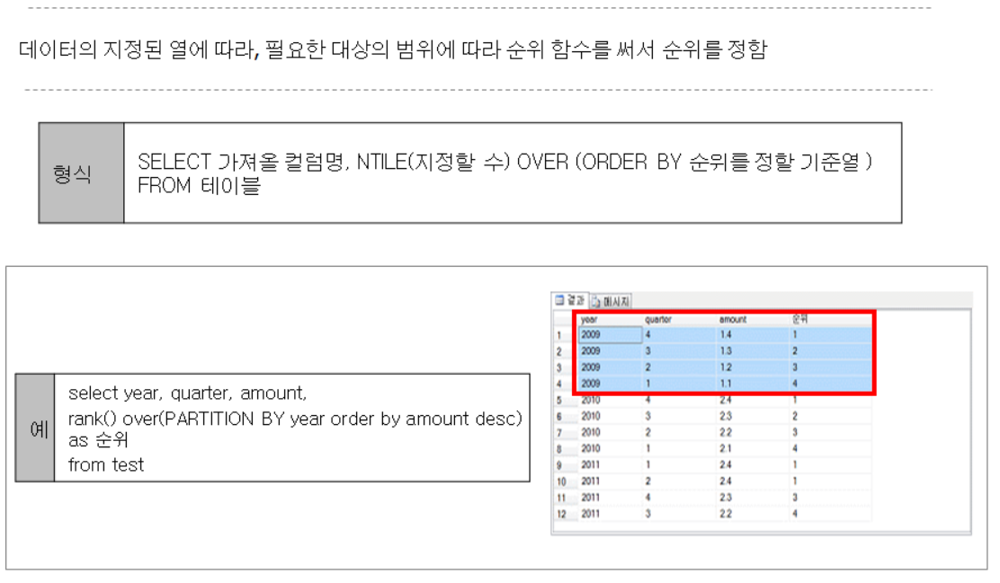 데이터의 지정된 열에 따라, 필요한 대상의 범위에 따라 순위 함수를 써서 순위를 정함
형식
SELECT 가져올 컬럼명, NTILE(지정할 수) OVER (ORDER BY 순위를 정할 기준열 )
FROM 테이블
예
select year, quarter, amount,
rank() over(PARTITION BY year order by amount desc)
as 순위
from test
결과 메시지
year quarter amount 순위
1 2009 4 1.4 1
2 2009 3 1.3 2
3 2009 2 1.2 3
4 2009 1 1.1 4
5 2010 4 2.4 1
6 2010 3 2.3 2
7 2010 2 2.2 3
8 2010 1 2.1 4
9 2011 1 2.4 1
10 2011 2 2.4 1
11 2011 4 2.3 3
12 2011 3 2.2 4